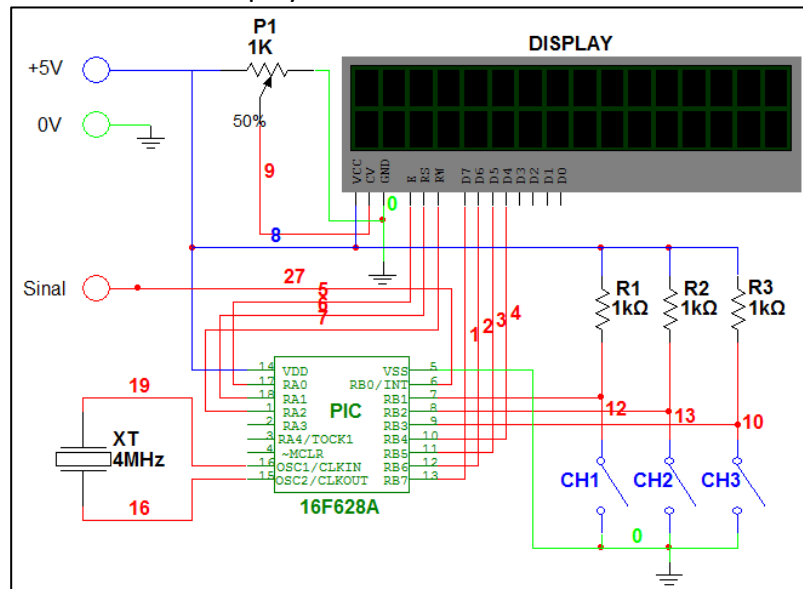 P1
1K
DISPLAY
+5V
0V
50%
VCC
CV
GND
E
RS
RW
D7
D6
D5
D4
D3
D2
D1
D0
9
0
8
Sinal
27
5
6
7
1
2
3
4
R1
1kΩ
R2
1kΩ
R3
1kΩ
14 VDD VSS 5
17 RA0 RB0/INT 6
18 RA1 RB1 7
1 RA2 PIC RB2 8
2 RA3 RB3 9
3 RA4/TOCK1 RB4 10
4 ~MCLR RB5 11
16 OSC1/CLKIN RB6 12
15 OSC2/CLKOUT RB7 13
16F628A
19
XT
4MHz
16
12
13
10
CH1
CH2
CH3
0